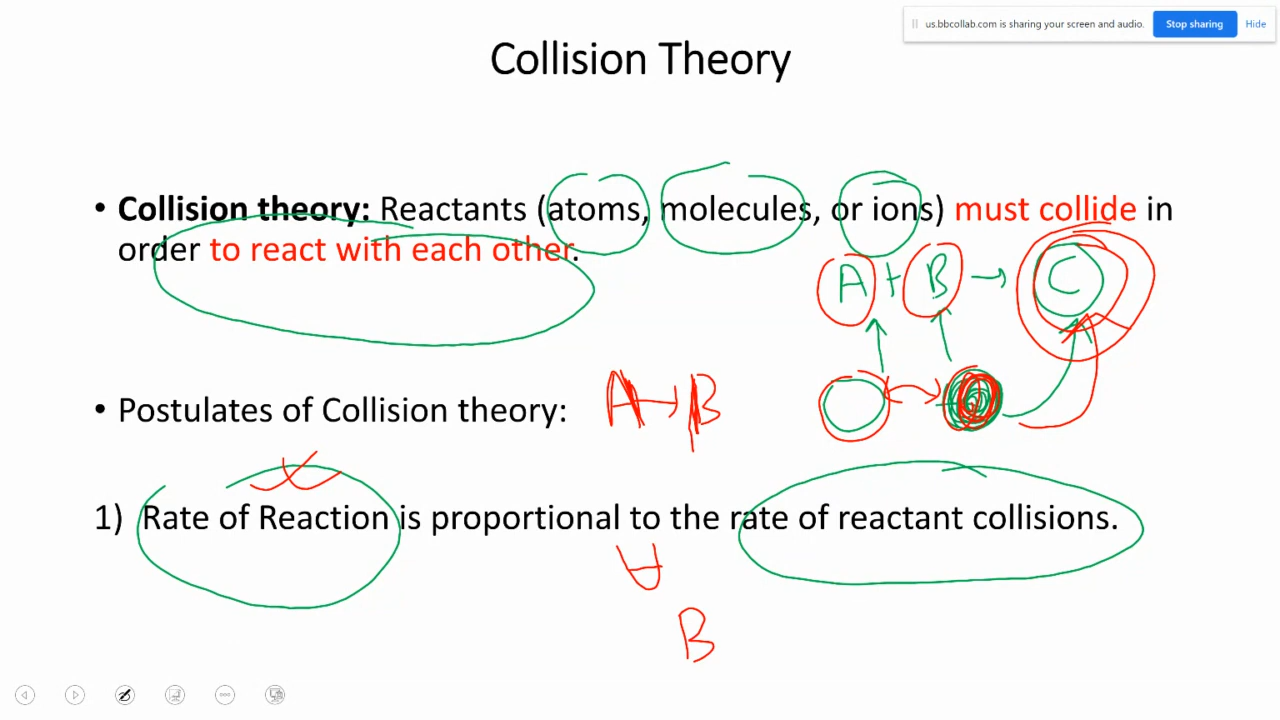 us.bbcollab.com is sharing your screen and audio. Stop sharing Hide
Collision Theory
• Collision theory: Reactants (atoms, molecules, or ions) must collide in
order to react with each other.
A + B → C
• Postulates of Collision theory: A → B
1) Rate of Reaction is proportional to the rate of reactant collisions.
∀
B